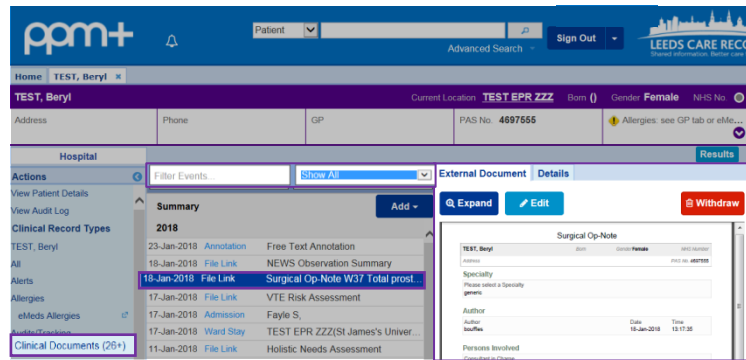 ppm+
Patient
Advanced Search
Sign Out
LEEDS CARE RECO
Shared information. Better care
Home TEST, Beryl ×
TEST, Beryl Current Location TEST EPR ZZZ Born () Gender Female NHS No.
Address Phone GP PAS No. 4697555 Allergies: see GP tab or eMe...
Hospital Results
Actions Filter Events... Show All External Document Details
View Patient Details
View Audit Log
Summary Add Expand Edit Withdraw
Clinical Record Types 2018 Surgical Op-Note
TEST, Beryl 23-Jan-2018 Annotation Free Text Annotation TEST, Beryl Born Gender Female NHS Number
All 18-Jan-2018 File Link NEWS Observation Summary Address PAS No. 4697555
Alerts 18-Jan-2018 File Link Surgical Op-Note W37 Total prost... Specialty
Please select a Specialty
generic
Allergies 17-Jan-2018 File Link VTE Risk Assessment
eMeds Allergies 17-Jan-2018 Admission Fayle S, Author
Author Date Time
bouffles 18-Jan-2018 13:17:35
Audits/Tracking 17-Jan-2018 Ward Stay TEST EPR ZZZ(St James's Univer...
Clinical Documents (26+) 11-Jan-2018 File Link Holistic Needs Assessment Persons Involved
Consultant in Charge